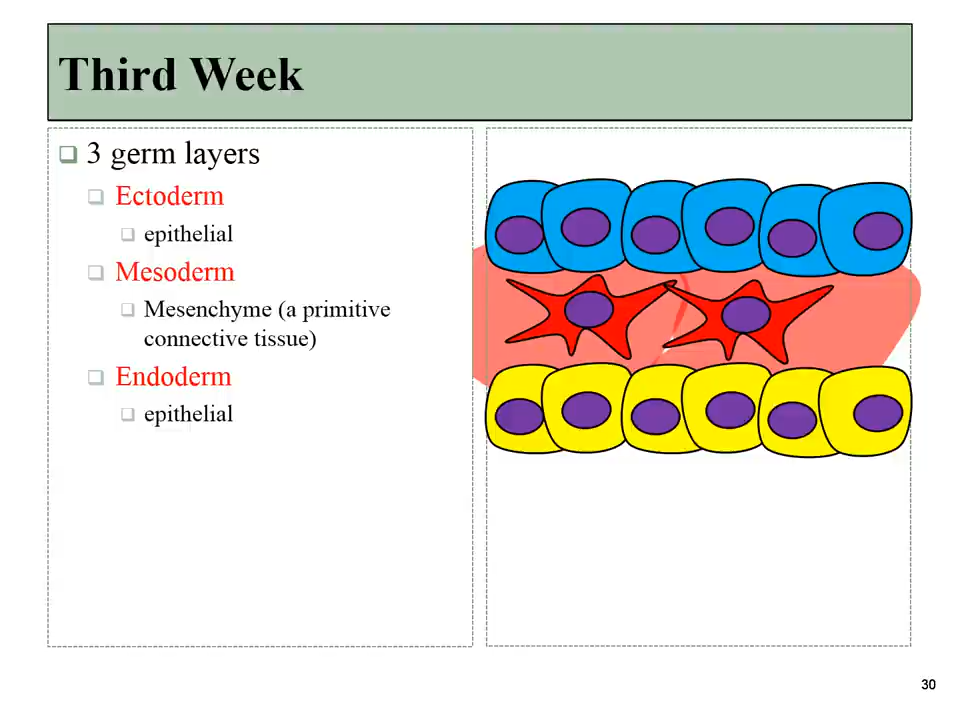 Third Week
3 germ layers
Ectoderm
epithelial
Mesoderm
Mesenchyme (a primitive
connective tissue)
Endoderm
epithelial
30